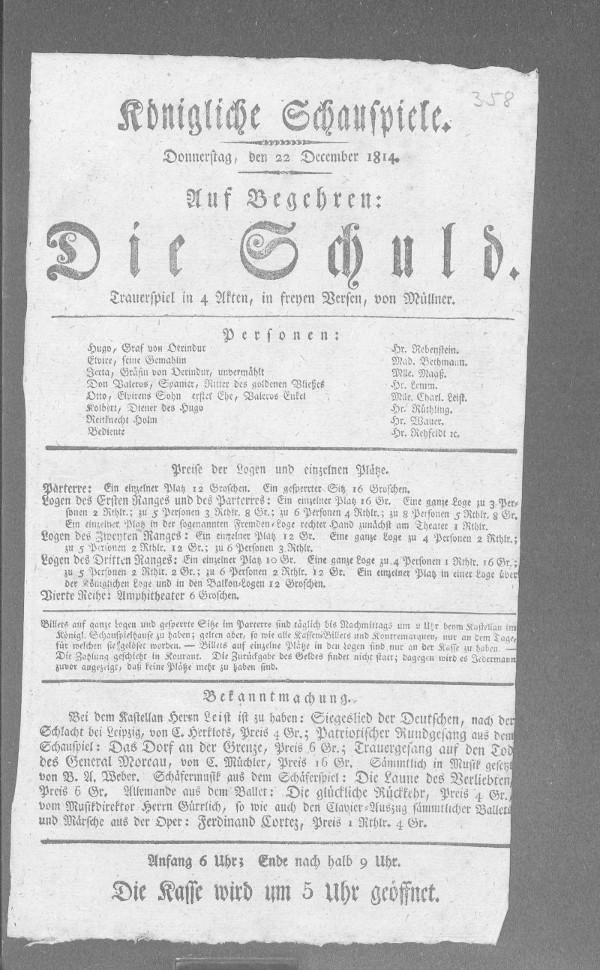 358
Königliche Schauspiele.
Donnerstag, den 22 December 1814.
Auf Begehren:
Die Schuld.
Trauerspiel in 4 Akten, in freyen Versen, von Müllner.
Personen:
Hugo, Graf von Oerindur Hr. Rebenstein.
Elvire, seine Gemahlin Mad. Bethmann.
Jerta, Gräfin von Oerindur, unvermählt Mlle. Maaß.
Don Valeros, Spanier, Ritter des goldenen Vließes Hr. Lemm.
Otto, Elvirens Sohn erster Ehe, Valeros Enkel Mlle. Charl. Leist.
Kolbert, Diener des Hugo Hr. Rüthling.
Reitknecht Holm Hr. Wauer.
Bediente Hr. Rehfeldt ꝛc.
Preise der Logen und einzelnen Plätze.
Parterre: Ein einzelner Platz 12 Groschen. Ein gesperrter Sitz 16 Groschen.
Logen des Ersten Ranges und des Parterres: Ein einzelner Platz 16 Gr. Eine ganze Loge zu 3 Per-
sonen 2 Rthlr.; zu 5 Personen 3 Rthlr. 8 Gr.; zu 6 Personen 4 Rthlr.; zu 8 Personen 5 Rthlr. 8 Gr.
Ein einzelner Platz in der sogenannten Fremden-Loge rechter Hand zunächst am Theater 1 Rthlr.
Logen des Zweyten Ranges: Ein einzelner Platz 12 Gr. Eine ganze Loge zu 4 Personen 2 Rthlr.;
zu 5 Personen 2 Rthlr. 12 Gr.; zu 6 Personen 3 Rthlr.
Logen des Dritten Ranges: Ein einzelner Platz 10 Gr. Eine ganze Loge zu 4 Personen 1 Rthlr. 16 Gr.;
zu 5 Personen 2 Rthlr. 2 Gr.; zu 6 Personen 2 Rthlr. 12 Gr. Ein einzelner Platz in einer Loge über
der Königlichen Loge und in den Balkon-Logen 12 Groschen.
Vierte Reihe: Amphitheater 6 Groschen.
Billets auf ganze Logen und gesperrte Sitz im Parterre sind täglich bis Nachmittags um 2 Uhr beym Kastellan im
Königl. Schauspielhause zu haben; gelten aber, so wie alle Kassen-Billets und Kontremarquen, nur an dem Tage,
für welchen sie gelöset worden. — Billets auf einzelne Plätze in den Logen sind nur an der Kasse zu haben. —
Die Zahlung geschieht in Kourant. Die Zurückgabe des Geldes findet nicht statt; dagegen wird es Jedermann
zuvor angezeigt, daß keine Plätze mehr zu haben sind.
Bekanntmachung.
Bei dem Kastellan Herrn Leist ist zu haben: Siegeslied der Deutschen, nach der
Schlacht bei Leipzig, von C. Herklots, Preis 4 Gr.; Patriotischer Rundgesang aus dem
Schauspiel: Das Dorf an der Grenze, Preis 6 Gr.; Trauergesang auf den Tod
des General Moreau, von C. Müchler, Preis 16 Gr. Sämmtlich in Musik gesetzt
von B. A. Weber. Schäfermusik aus dem Schäferspiel: Die Laune des Verliebten,
Preis 6 Gr. Allemande aus dem Ballet: Die glückliche Rückkehr, Preis 4 Gr.
vom Musikdirektor Herrn Gürrlich, so wie auch den Clavier-Auszug sämmtlicher Ballets
und Märsche aus der Oper: Ferdinand Cortez, Preis 1 Rthlr. 4 Gr.
Anfang 6 Uhr; Ende nach halb 9 Uhr.
Die Kasse wird um 5 Uhr geöffnet.